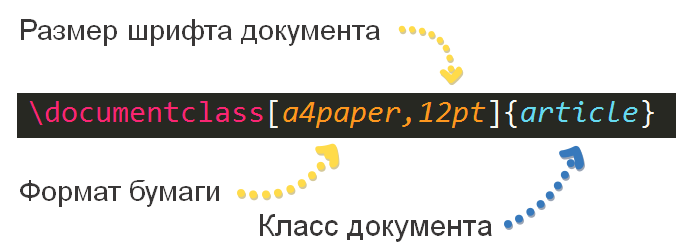 Размер шрифта документа
\documentclass[a4paper,12pt]{article}
Формат бумаги
Класс документа